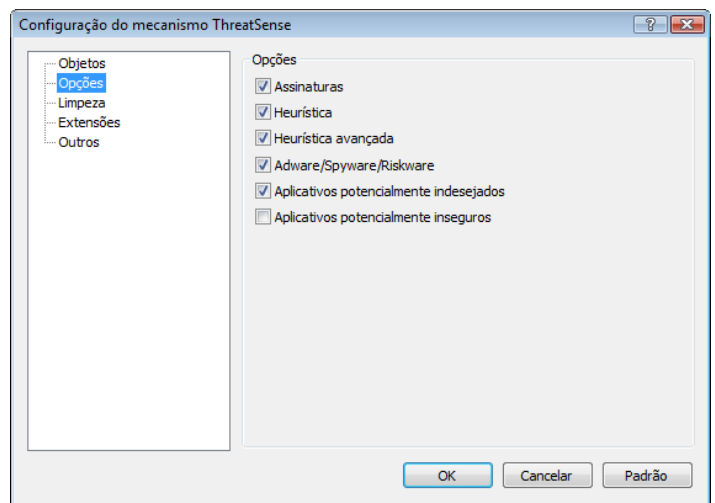 Configuração do mecanismo ThreatSense
Objetos
Opções
Limpeza
Extensões
Outros
Opções
Assinaturas
Heurística
Heurística avançada
Adware/Spyware/Riskware
Aplicativos potencialmente indesejados
Aplicativos potencialmente inseguros
OK
Cancelar
Padrão